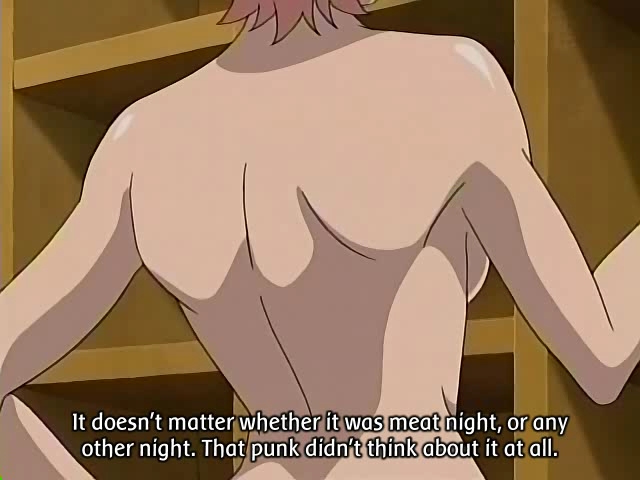 It doesn't matter whether it was meat night, or any
other night. That punk didn't think about it at all.